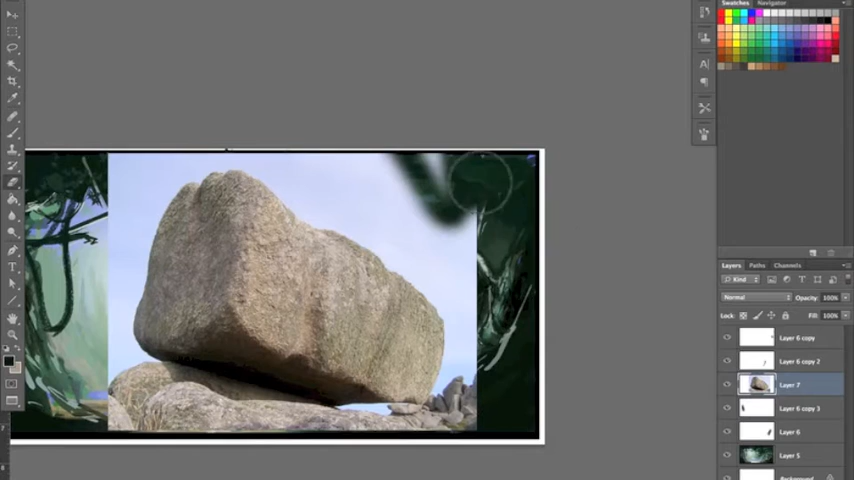 Swatches Navigator
Layers Paths Channels
Kind
Normal Opacity: 100%
Lock: Fill: 100%
Layer 6 copy
Layer 6 copy 2
Layer 7
Layer 6 copy 3
Layer 6
Layer 5
Background